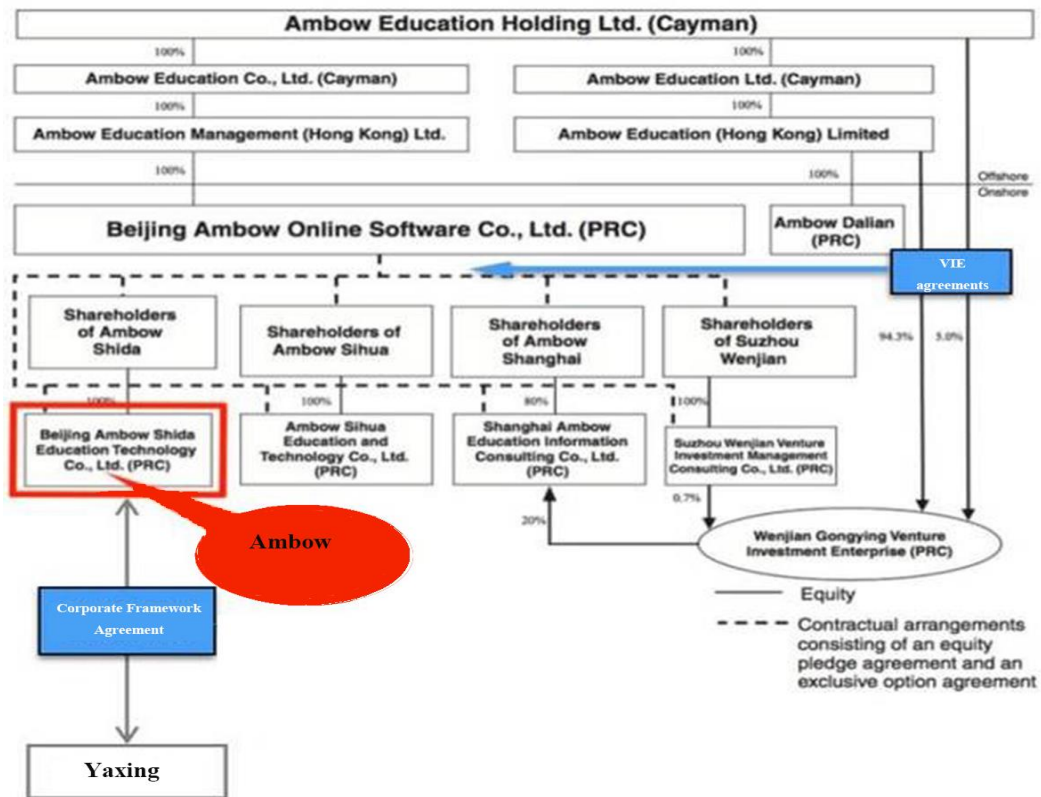 Ambow Education Holding Ltd. (Cayman)
100%
100%
Ambow Education Co., Ltd. (Cayman)
Ambow Education Ltd. (Cayman)
100%
100%
Ambow Education Management (Hong Kong) Ltd.
Ambow Education (Hong Kong) Limited
100%
100%
Offshore
Onshore
Beijing Ambow Online Software Co., Ltd. (PRC)
Ambow Dalian
(PRC)
VIE
agreements
Shareholders
of Ambow
Shida
Shareholders of
Ambow Sihua
Shareholders
of Ambow
Shanghai
Shareholders
of Suzhou
Wenjian
94.3%
5.0%
100%
100%
80%
100%
Beijing Ambow Shida
Education Technology
Co., Ltd. (PRC)
Ambow Sihua
Education and
Technology Co., Ltd.
(PRC)
Shanghai Ambow
Education Information
Consulting Co., Ltd.
(PRC)
Suzhou Wenjian Venture
Investment Management
Consulting Co., Ltd. (PRC)
0.7%
20%
Ambow
Wenjian Gongying Venture
Investment Enterprise (PRC)
Corporate Framework
Agreement
Equity
Contractual arrangements
consisting of an equity
pledge agreement and an
exclusive option agreement
Yaxing